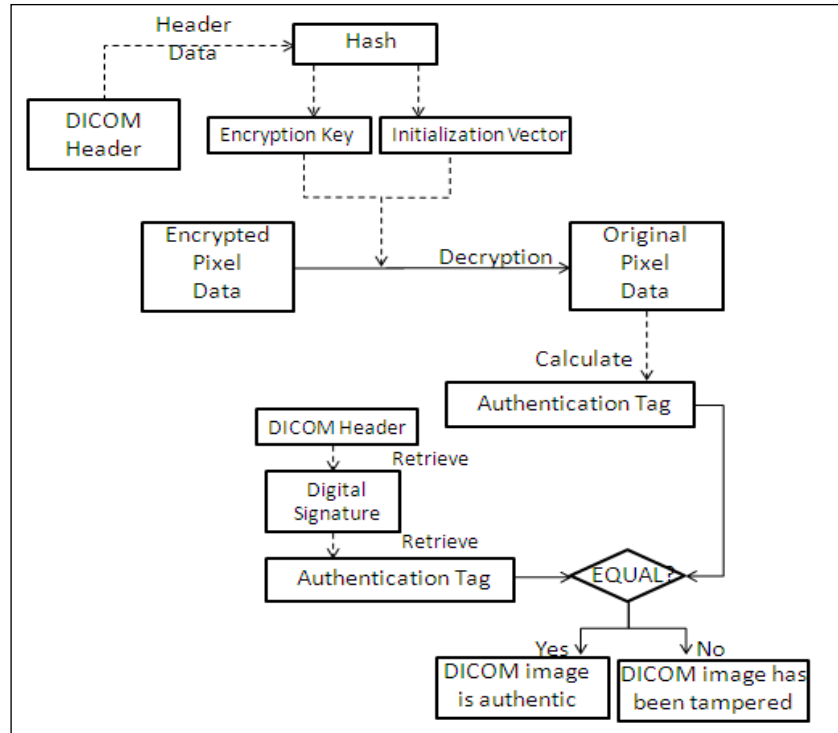 Header
Data
Hash
DICOM
Header
Encryption Key
Initialization Vector
Encrypted
Pixel
Data
Decryption
Original
Pixel
Data
Calculate
Authentication Tag
DICOM Header
Retrieve
Digital
Signature
Retrieve
Authentication Tag
EQUAL?
Yes
No
DICOM image
is authentic
DICOM image has
been tampered